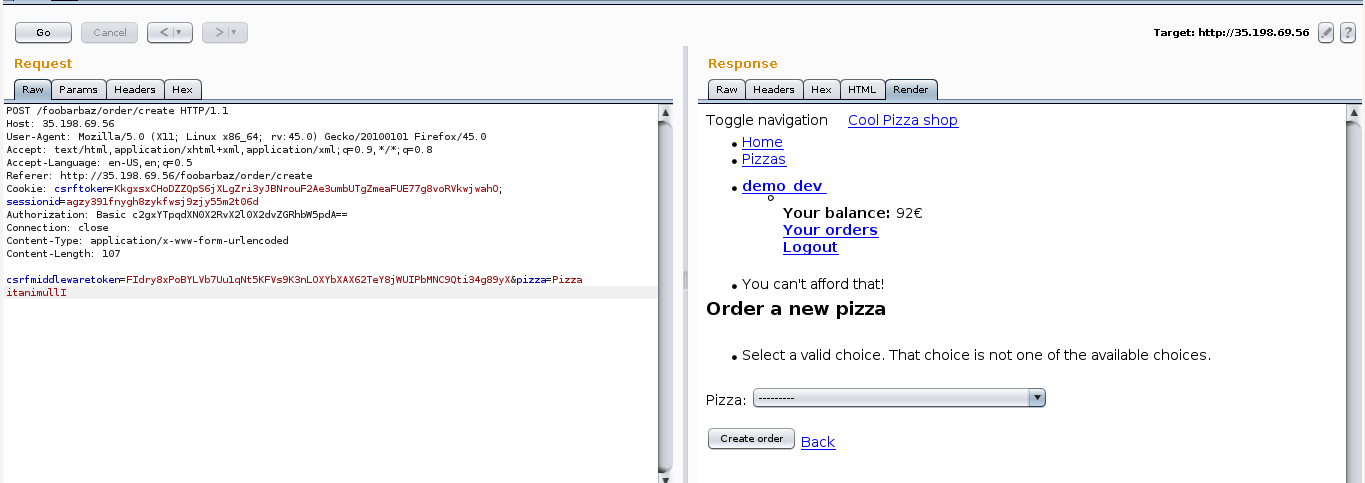 Go
Cancel
<
>
Target: http://35.198.69.56
?
Request
Raw
Params
Headers
Hex
POST /foobarbaz/order/create HTTP/1.1
Host: 35.198.69.56
User-Agent: Mozilla/5.0 (X11; Linux x86_64; rv:45.0) Gecko/20100101 Firefox/45.0
Accept: text/html,application/xhtml+xml,application/xml;q=0.9,*/*;q=0.8
Accept-Language: en-US,en;q=0.5
Referer: http://35.198.69.56/foobarbaz/order/create
Cookie: csrftoken=KkgxsxCHoDZZQpS6jXLgZri3yJBNrouF2Ae3umbUTgZmeaFUE77g8voRVkwjwahO;
sessionid=agzy391fnygh8zykfwsj9zjy55m2t06d
Authorization: Basic c2gxYTpqdXN0X2RvX2l0X2dvZGRhbW5pdA==
Connection: close
Content-Type: application/x-www-form-urlencoded
Content-Length: 107
csrfmiddlewaretoken=FIdry8xPoBYLVb7Uu1qNt5KFVs9K3nLOXYbXAX62TeY8jWUIPbMNC9Qti34g89yX&pizza=Pizza
itanimullI
Response
Raw
Headers
Hex
HTML
Render
Toggle navigation Cool Pizza shop
Home
Pizzas
demo_dev
Your balance: 92€
Your orders
Logout
You can't afford that!
Order a new pizza
Select a valid choice. That choice is not one of the available choices.
Pizza: ---------
Create order Back